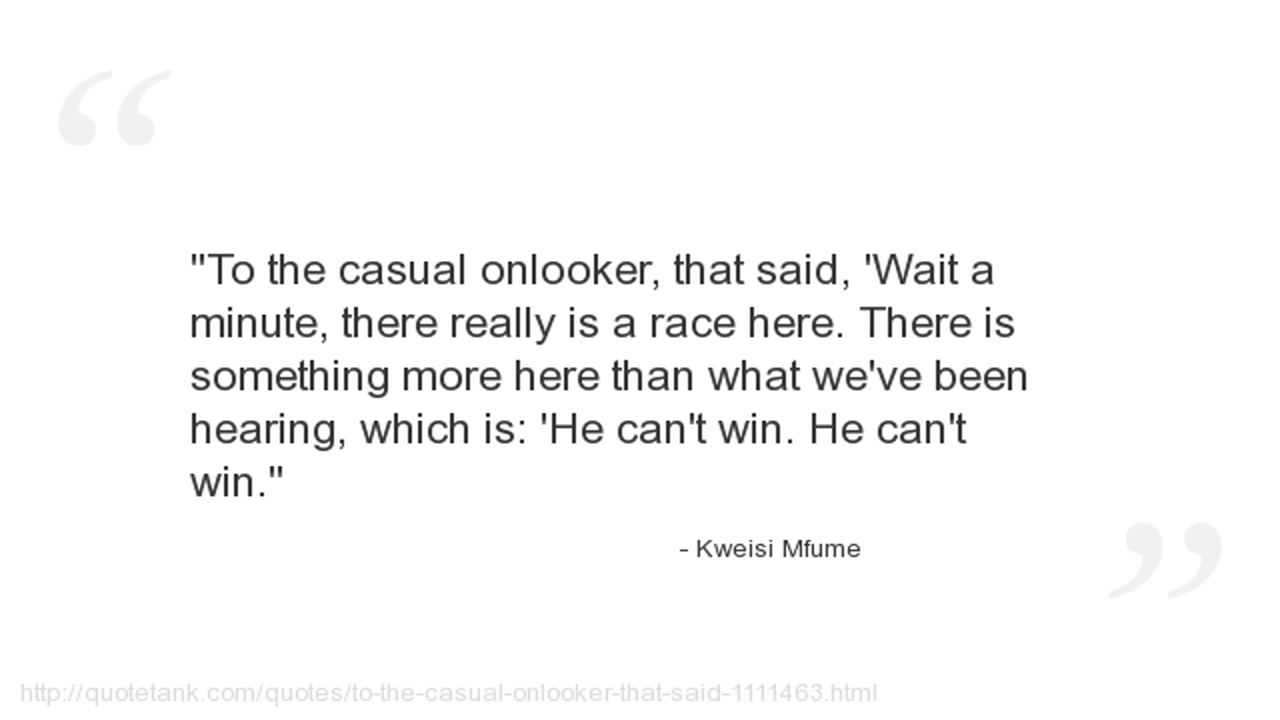 "To the casual onlooker, that said, 'Wait a
minute, there really is a race here. There is
something more here than what we've been
hearing, which is: 'He can't win. He can't
win."
- Kweisi Mfume
http://quotetank.com/quotes/to-the-casual-onlooker-that-said-1111463.html